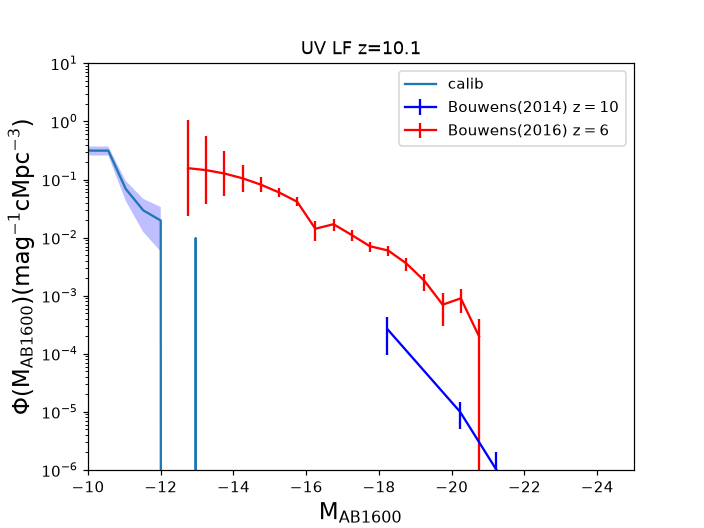 UV LF z=10.1
calib
Bouwens(2014) z = 10
Bouwens(2016) z = 6
Φ(M_AB1600)(mag⁻¹cMpc⁻³)
10¹
10⁰
10⁻¹
10⁻²
10⁻³
10⁻⁴
10⁻⁵
10⁻⁶
−10 −12 −14 −16 −18 −20 −22 −24
M_AB1600